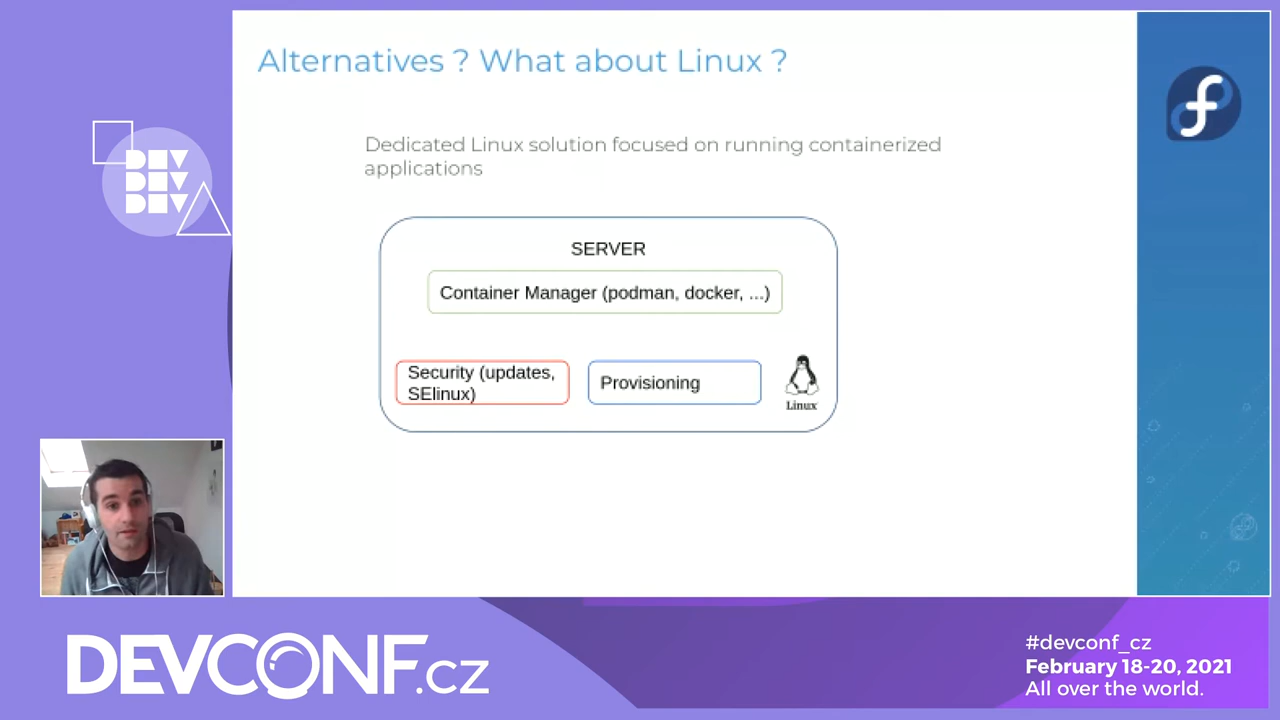 Alternatives ? What about Linux ?
Dedicated Linux solution focused on running containerized
applications
DEV
DEV
DEV
SERVER
Container Manager (podman, docker, ...)
Security (updates,
SElinux)
Provisioning
Linux
DEVCONF.cz
#devconf_cz
February 18-20, 2021
All over the world.